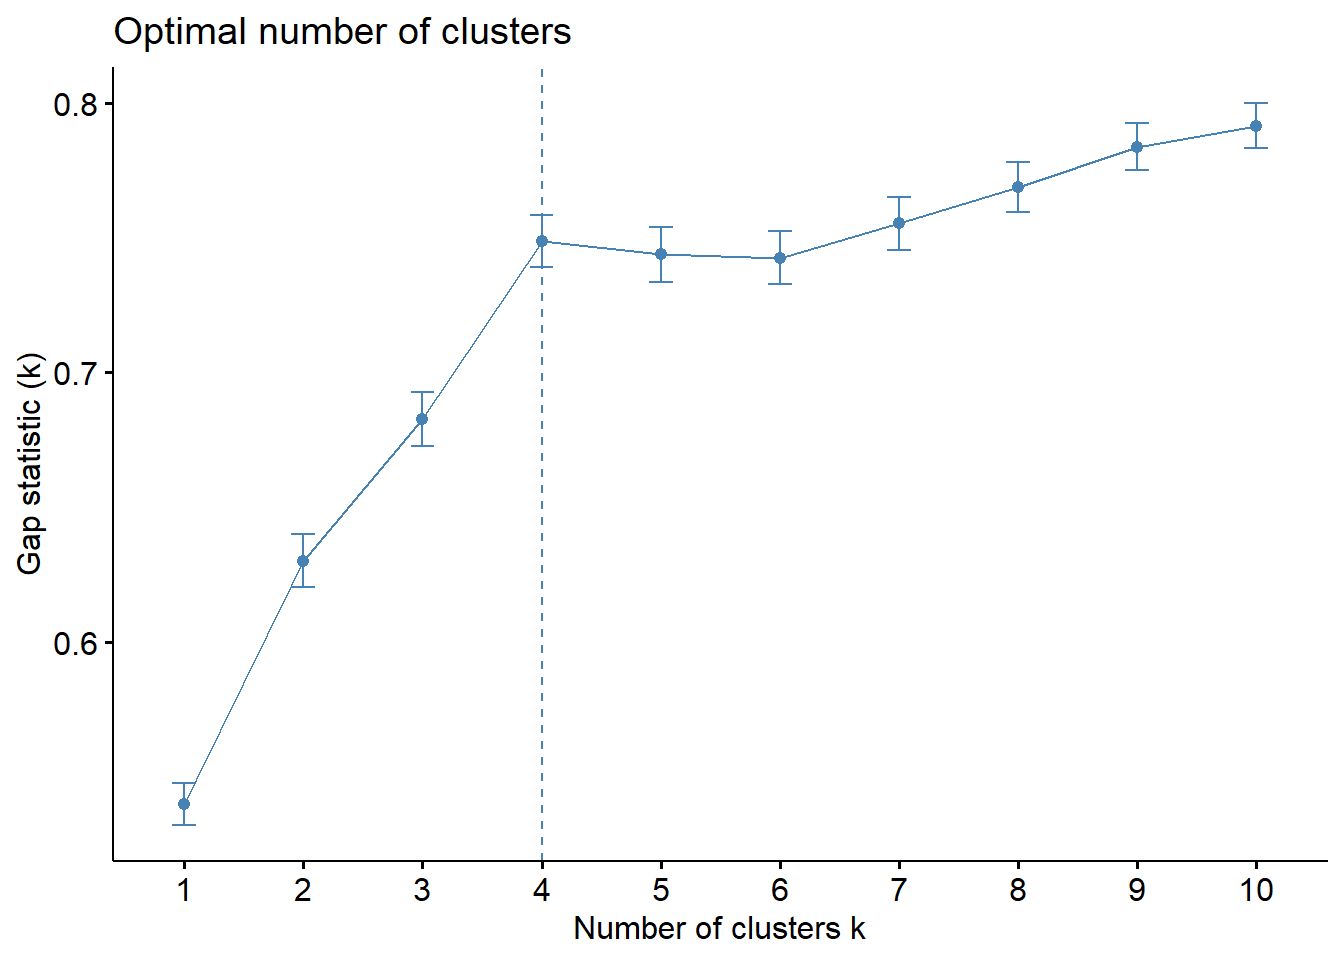 Optimal number of clusters
0.8
0.7
0.6
Gap statistic (k)
1 2 3 4 5 6 7 8 9 10
Number of clusters k